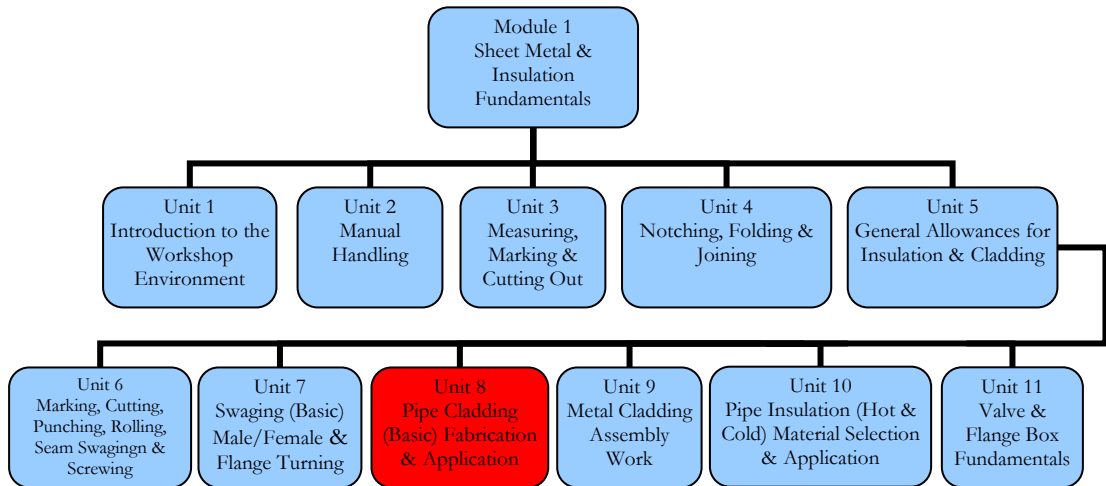 Module 1
Sheet Metal &
Insulation
Fundamentals
Unit 1
Introduction to the
Workshop
Environment
Unit 2
Manual
Handling
Unit 3
Measuring,
Marking &
Cutting Out
Unit 4
Notching, Folding &
Joining
Unit 5
General Allowances for
Insulation & Cladding
Unit 6
Marking, Cutting,
Punching, Rolling,
Seam Swagingn &
Screwing
Unit 7
Swaging (Basic)
Male/Female &
Flange Turning
Unit 8
Pipe Cladding
(Basic) Fabrication
& Application
Unit 9
Metal Cladding
Assembly
Work
Unit 10
Pipe Insulation (Hot &
Cold) Material Selection
& Application
Unit 11
Valve &
Flange Box
Fundamentals